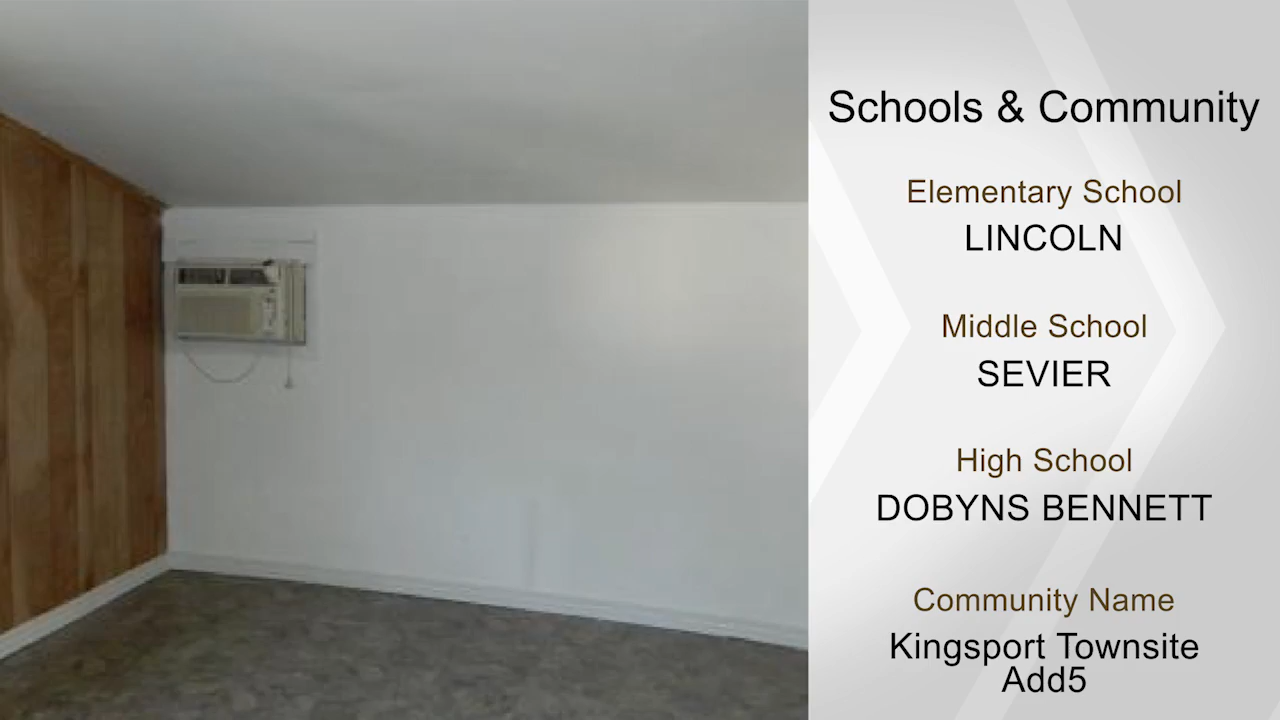 Schools & Community
Elementary School
LINCOLN
Middle School
SEVIER
High School
DOBYNS BENNETT
Community Name
Kingsport Townsite
Add5